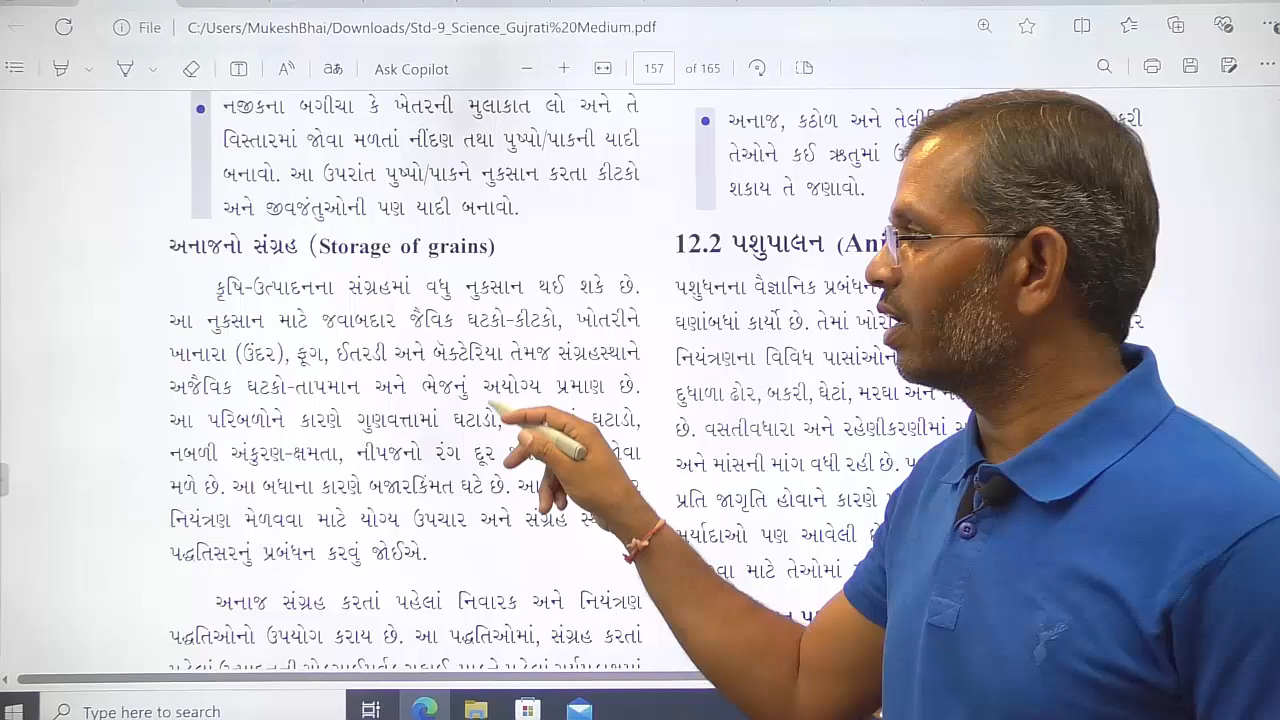 File
C:/Users/MukeshBhai/Downloads/Std-9_Science_Gujrati%20Medium.pdf
Ask Copilot
157 of 165
નજીકના બગીચા કે ખેતરની મુલાકાત લો અને તે
વિસ્તારમાં જોવા મળતાં નીંદણ તથા પુષ્પો/પાકની યાદી
બનાવો. આ ઉપરાંત પુષ્પો/પાકને નુકસાન કરતા કીટકો
અને જીવજંતુઓની પણ યાદી બનાવો.
અનાજનો સંગ્રહ (Storage of grains)
કૃષિ-ઉત્પાદનના સંગ્રહમાં વધુ નુકસાન થઈ શકે છે.
આ નુકસાન માટે જવાબદાર જૈવિક ઘટકો-કીટકો, ખોતરીને
ખાનારા (ઉંદર), ફૂગ, ઈતરડી અને બૅક્ટેરિયા તેમજ સંગ્રહસ્થાને
અજૈવિક ઘટકો-તાપમાન અને ભેજનું અયોગ્ય પ્રમાણ છે.
આ પરિબળોને કારણે ગુણવત્તામાં ઘટાડો, ઘટાડો,
નબળી અંકુરણ-ક્ષમતા, નીપજનો રંગ દૂર
મળે છે. આ બધાના કારણે બજારકિંમત ઘટે છે. આ
નિયંત્રણ મેળવવા માટે યોગ્ય ઉપચાર અને સંગ્રહ
પદ્ધતિસરનું પ્રબંધન કરવું જોઈએ.
અનાજ સંગ્રહ કરતાં પહેલાં નિવારક અને નિયંત્રણ
પદ્ધતિઓનો ઉપયોગ કરાય છે. આ પદ્ધતિઓમાં, સંગ્રહ કરતાં
અનાજ, કઠોળ અને
તેઓને કઈ ઋતુમાં
શકાય તે જણાવો.
12.2 પશુપાલન
પશુધનના વૈજ્ઞાનિક
ઘણાંબધાં કાર્યો છે. તેમાં
નિયંત્રણના વિવિધ
દુધાળા ઢોર, બકરી, ઘેટાં, મરઘા અને
છે. વસતીવધારા અને રહેણીકરણીમાં
અને માંસની માંગ વધી રહી છે.
પ્રતિ જાગૃતિ હોવાને કારણે
મર્યાદાઓ પણ આવેલી
માટે તેઓમાં
Type here to search